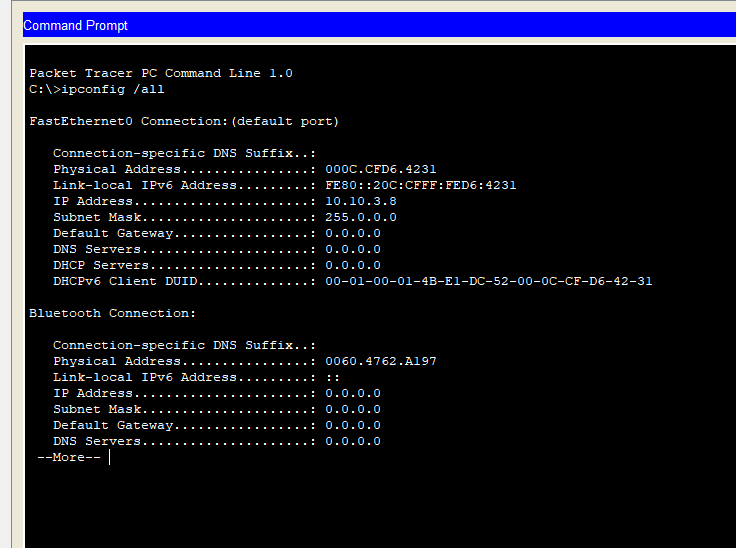 Command Prompt
Packet Tracer PC Command Line 1.0
C:\>ipconfig /all
FastEthernet0 Connection:(default port)
Connection-specific DNS Suffix..:
Physical Address................: 000C.CFD6.4231
Link-local IPv6 Address.........: FE80::20C:CFFF:FED6:4231
IP Address......................: 10.10.3.8
Subnet Mask.....................: 255.0.0.0
Default Gateway.................: 0.0.0.0
DNS Servers.....................: 0.0.0.0
DHCP Servers....................: 0.0.0.0
DHCPv6 Client DUID..............: 00-01-00-01-4B-E1-DC-52-00-0C-CF-D6-42-31
Bluetooth Connection:
Connection-specific DNS Suffix..:
Physical Address................: 0060.4762.A197
Link-local IPv6 Address.........: ::
IP Address......................: 0.0.0.0
Subnet Mask.....................: 0.0.0.0
Default Gateway.................: 0.0.0.0
DNS Servers.....................: 0.0.0.0
--More--